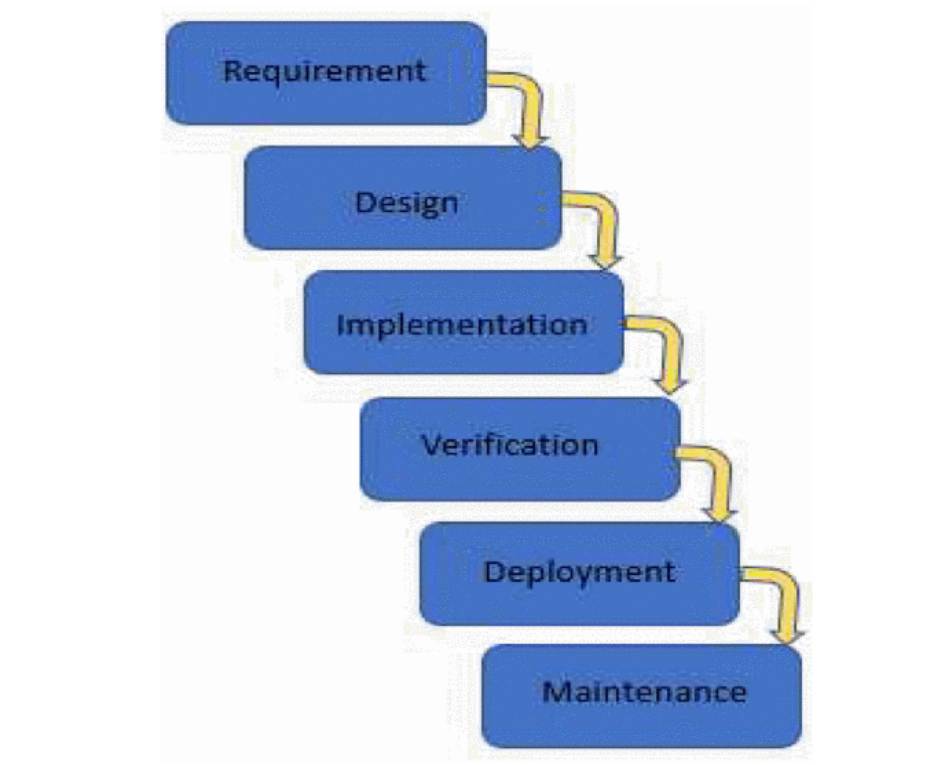 Requirement
Design
Implementation
Verification
Deployment
Maintenance